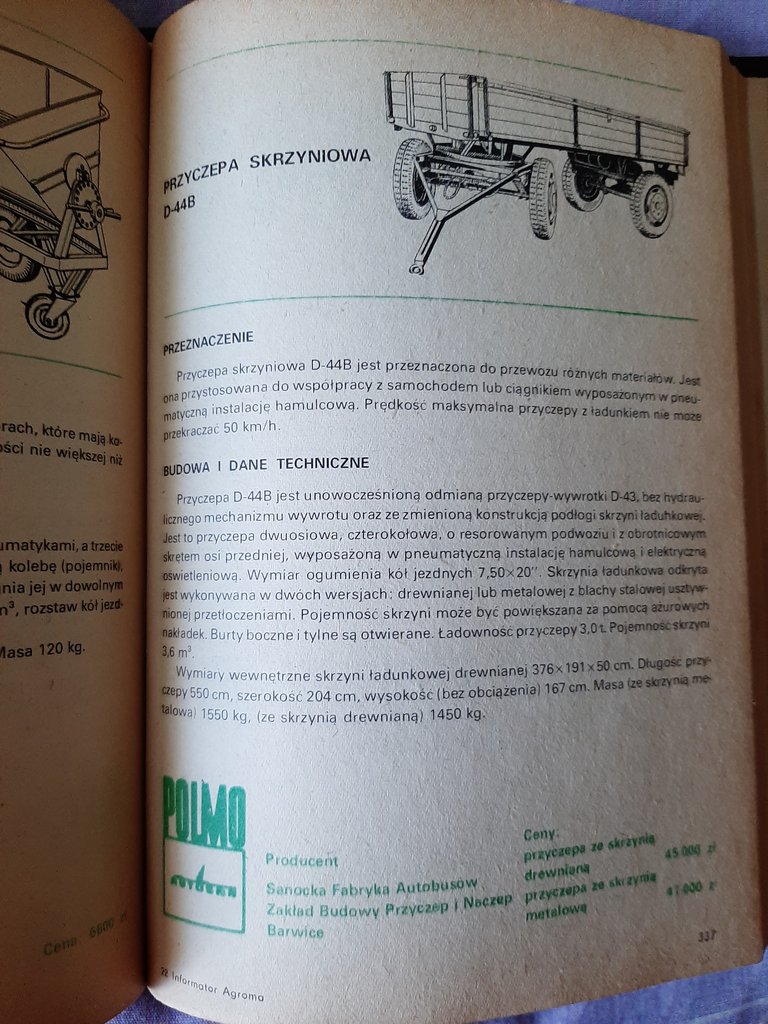 rach, które mają ko-
ości nie większej niż
umatykami, a trzecie
ą kolebę (pojemnik),
nia jej w dowolnym
m³, rozstaw kół jezd-
Masa 120 kg.
Cena 6600 zł
PRZYCZEPA SKRZYNIOWA
D-44B
PRZEZNACZENIE
Przyczepa skrzyniowa D-44B jest przeznaczona do przewozu różnych materiałów. Jest
ona przystosowana do współpracy z samochodem lub ciągnikiem wyposażonym w pneu-
matyczną instalację hamulcową. Prędkość maksymalna przyczepy z ładunkiem nie może
przekraczać 50 km/h.
BUDOWA I DANE TECHNICZNE
Przyczepa D-44B jest unowocześnioną odmianą przyczepy-wywrotki D-43, bez hydrau-
licznego mechanizmu wywrotu oraz ze zmienioną konstrukcją podłogi skrzyni ładunkowej.
Jest to przyczepa dwuosiowa, czterokołowa, o resorowanym podwoziu i z obrotnicowym
skrętem osi przedniej, wyposażoną w pneumatyczną instalację hamulcową i elektryczną
oświetleniową. Wymiar ogumienia kół jezdnych 7,50×20″. Skrzynia ładunkowa odkryta
jest wykonywana w dwóch wersjach: drewnianej lub metalowej z blachy stalowej usztyw-
nionej przetłoczeniami. Pojemność skrzyni może być powiększana za pomocą ażurowych
nakładek. Burty boczne i tylne są otwierane. Ładowność przyczepy 3,0 t. Pojemność skrzyni
3,6 m³.
Wymiary wewnętrzne skrzyni ładunkowej drewnianej 376×191×50 cm. Długość przy-
czepy 550 cm, szerokość 204 cm, wysokość (bez obciążenia) 167 cm. Masa (ze skrzynią me-
talową) 1550 kg, (ze skrzynią drewnianą) 1450 kg.
POLMO
AUTOSAN
Producent
Sanocka Fabryka Autobusów
Zakład Budowy Przyczep i Naczep
Barwice
Ceny:
przyczepa ze skrzynią
drewnianą 45 000 zł
przyczepa ze skrzynią
metalową 47 000 zł
337
22 Informator Agroma